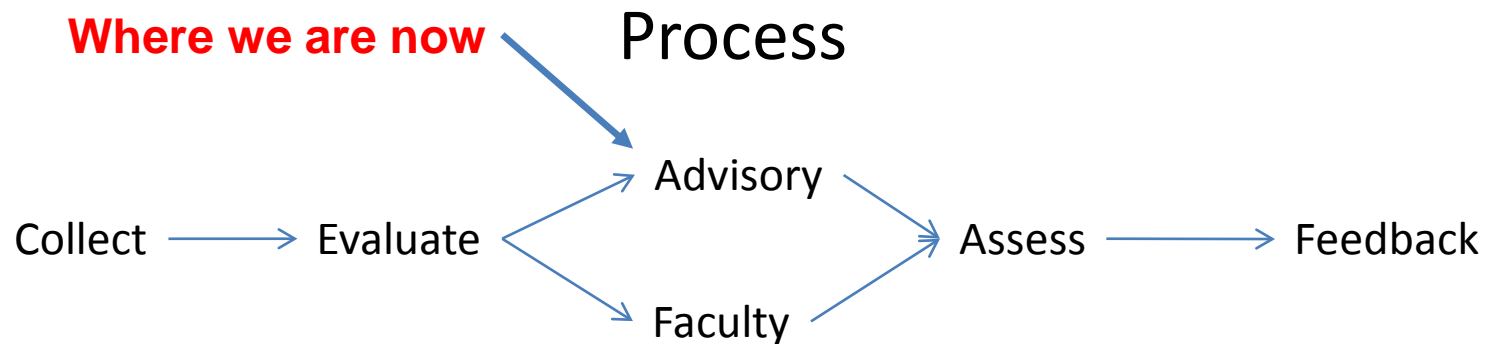 Where we are now
Process
Advisory
Collect
Evaluate
Assess
Feedback
Faculty